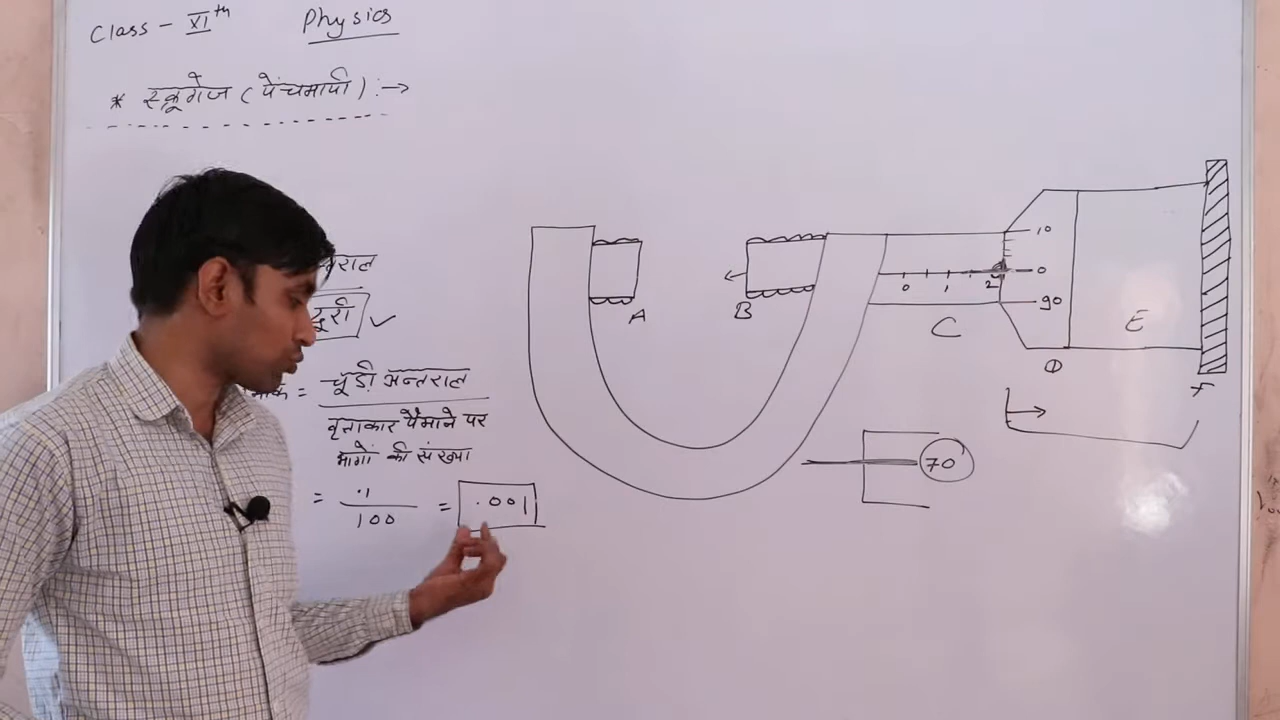 Class - XIth Physics
* स्क्रूगेज (पेंचमापी) :→
दूरी ✓
= चूड़ी अन्तराल
वृत्ताकार पैमाने पर
भागों की संख्या
= .1 / 100 = .001
A
B
0 1 2
C
10
0
90
D
E
F
70